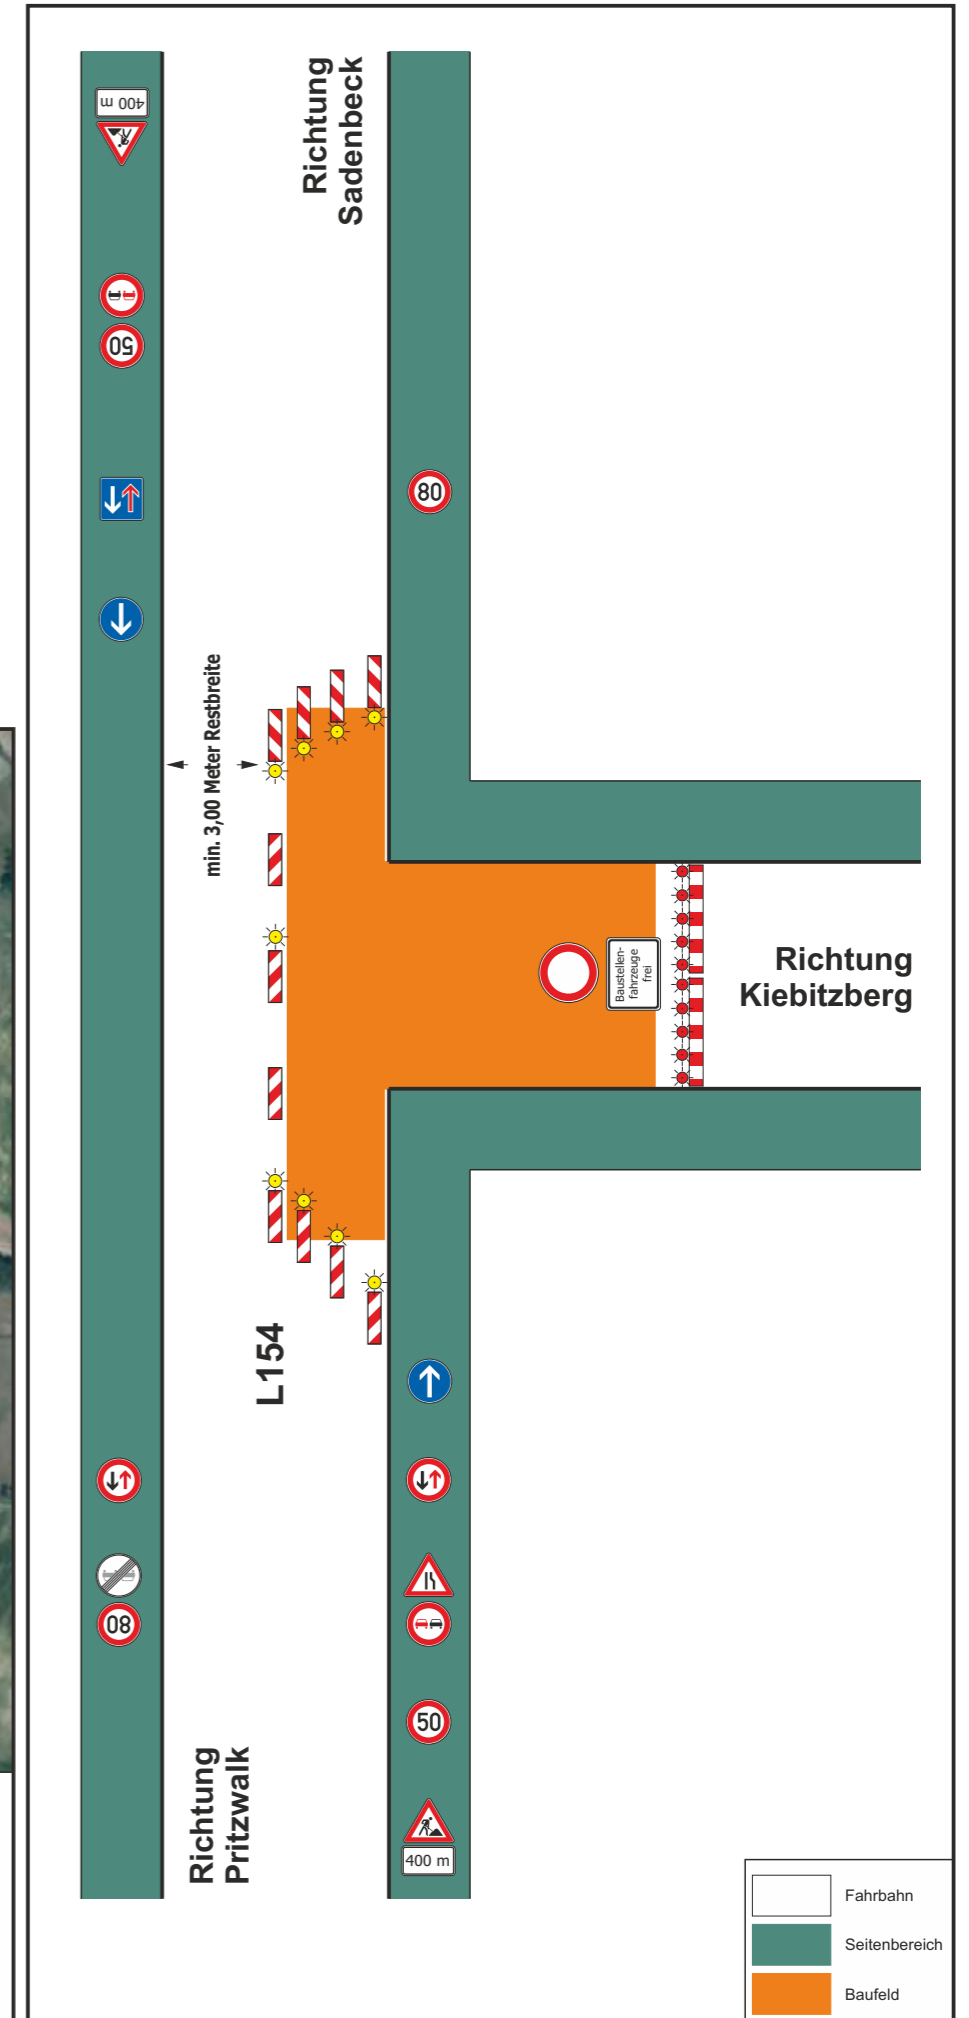 400 m
Richtung
Sadenbeck
50
80
min. 3,00 Meter Restbreite
Baustellen-
fahrzeuge
frei
Richtung
Kiebitzberg
L154
80
50
Richtung
Pritzwalk
400 m
Fahrbahn
Seitenbereich
Baufeld